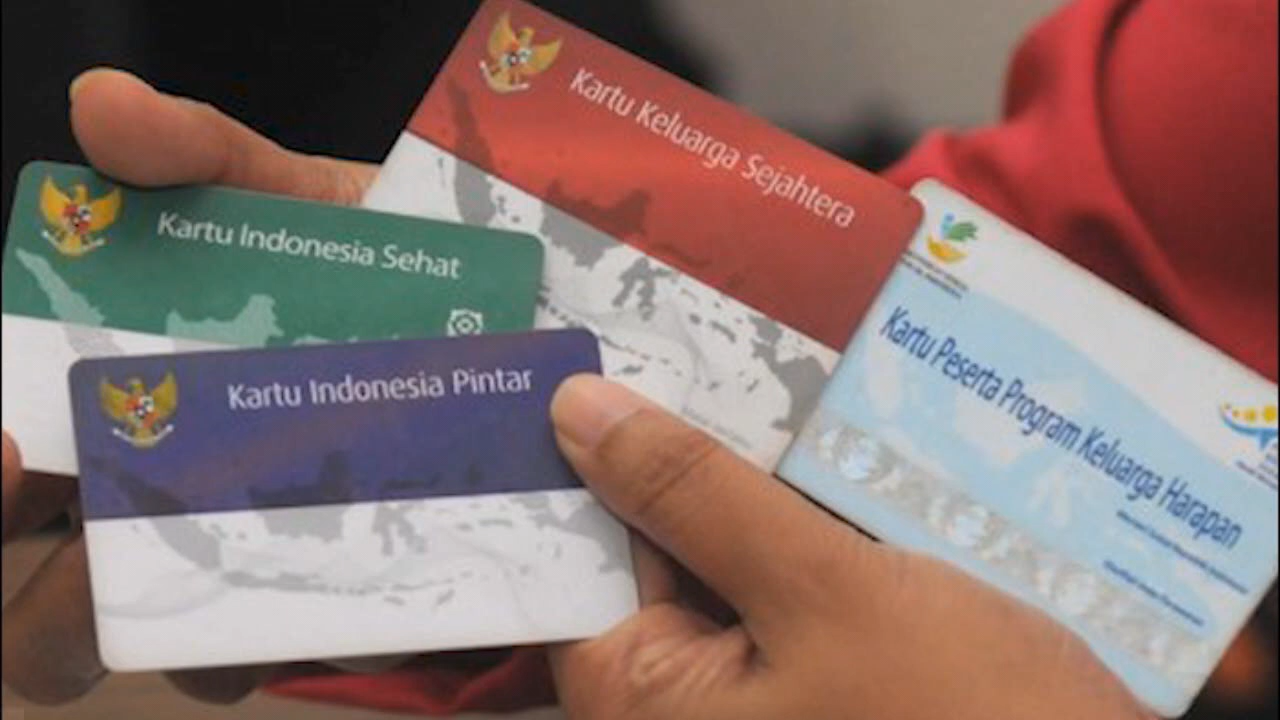 Kartu Keluarga Sejahtera
Kartu Indonesia Sehat
Kartu Indonesia Pintar
Kartu Peserta Program Keluarga Harapan